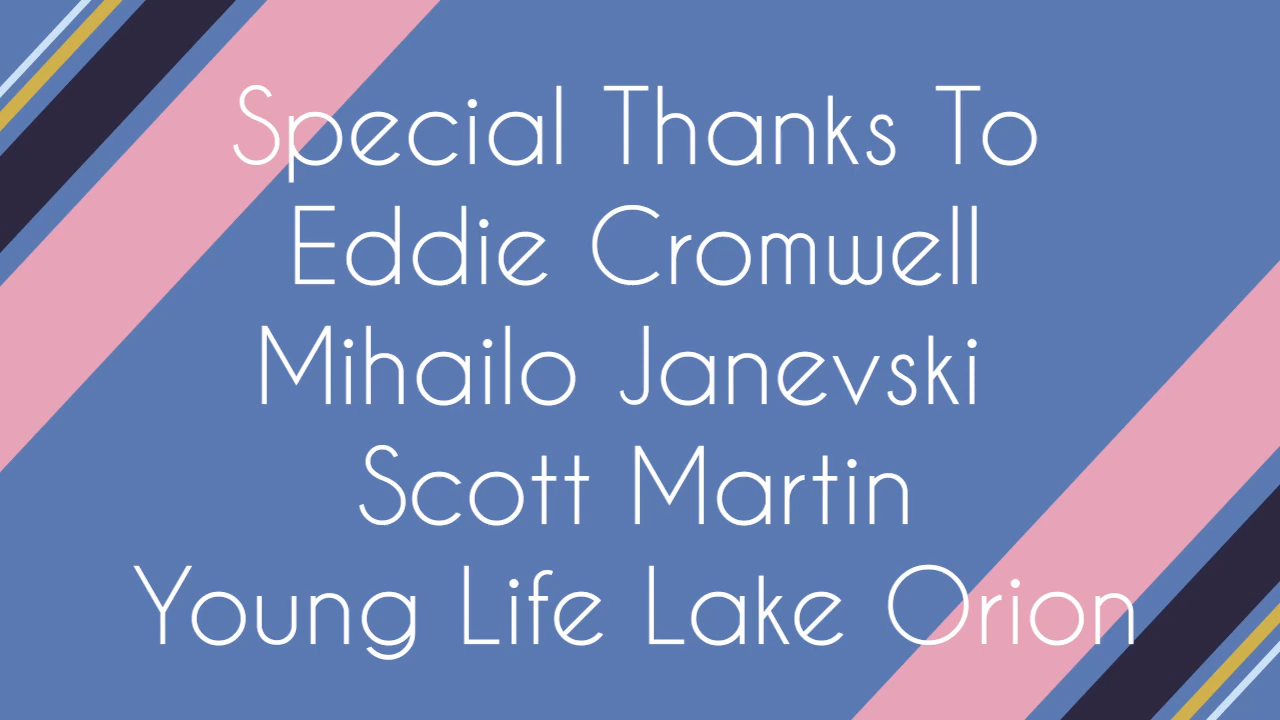 Special Thanks To
Eddie Cromwell
Mihailo Janevski
Scott Martin
Young Life Lake Orion